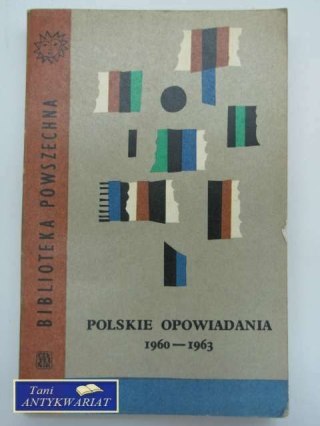 BIBLIOTEKA POWSZECHNA
POLSKIE OPOWIADANIA
1960—1963
Tani
ANTYKWARIAT